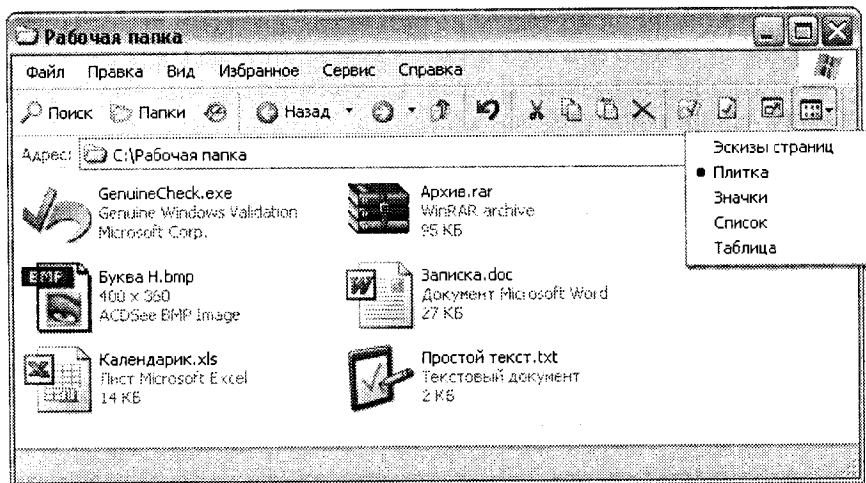 Рабочая папка
Файл Правка Вид Избранное Сервис Справка
Поиск Папки Назад
Адрес: C:\Рабочая папка
Эскизы страниц
Плитка
Значки
Список
Таблица
GenuineCheck.exe
Genuine Windows Validation
Microsoft Corp.
Архив.rar
WinRAR archive
95 КБ
BMP
Буква Н.bmp
400 x 360
ACDSee BMP Image
Записка.doc
Документ Microsoft Word
27 КБ
Календарик.xls
Лист Microsoft Excel
14 КБ
Простой текст.txt
Текстовый документ
2 КБ